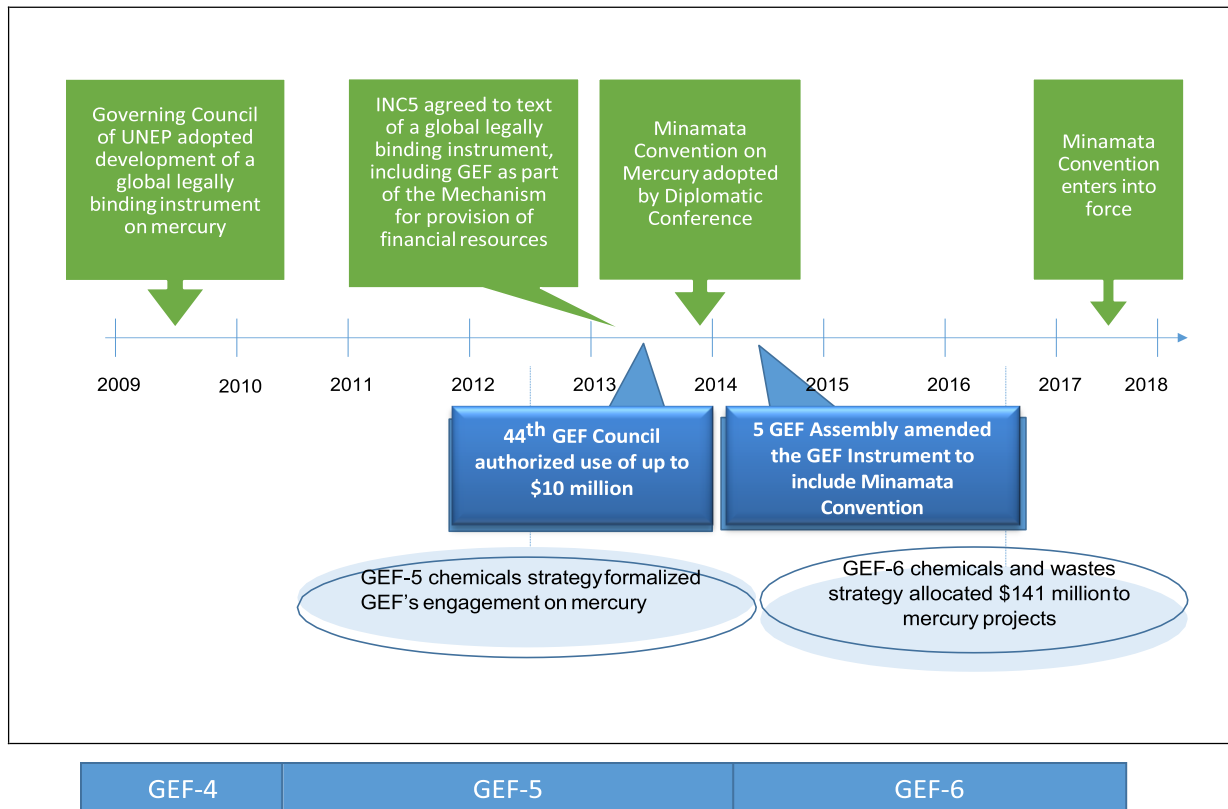 Governing Council
of UNEP adopted
development of a
global legally
binding instrument
on mercury
INC5 agreed to text
of a global legally
binding instrument,
including GEF as part
of the Mechanism
for provision of
financial resources
Minamata
Convention on
Mercury adopted
by Diplomatic
Conference
Minamata
Convention
enters into
force
2009 2010 2011 2012 2013 2014 2015 2016 2017 2018
44th GEF Council
authorized use of up to
$10 million
5 GEF Assembly amended
the GEF Instrument to
include Minamata
Convention
GEF-5 chemicals strategy formalized
GEF's engagement on mercury
GEF-6 chemicals and wastes
strategy allocated $141 million to
mercury projects
GEF-4 GEF-5 GEF-6